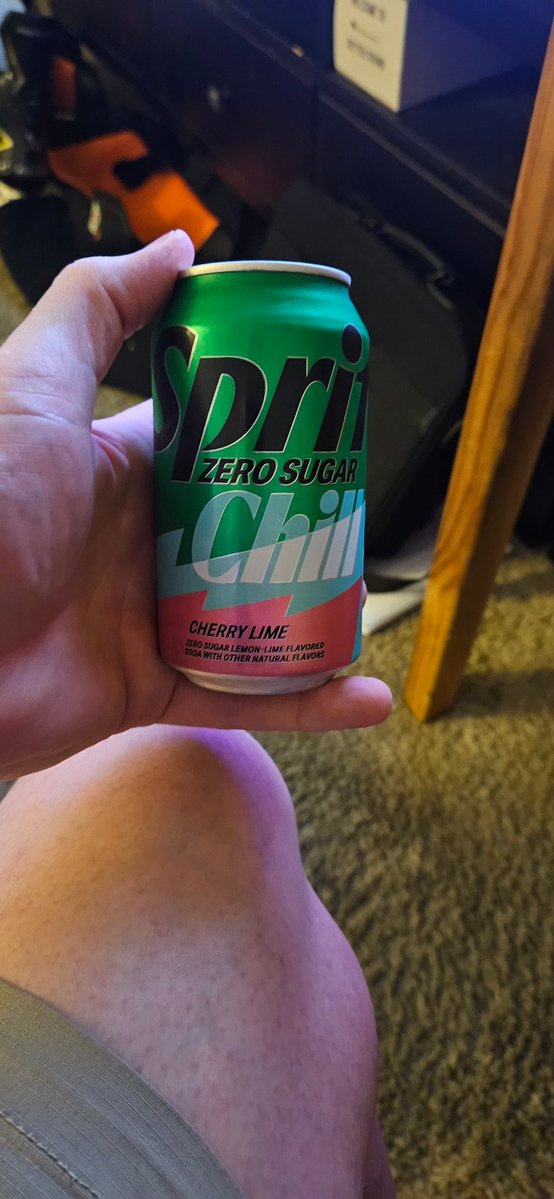 Sprit
ZERO SUGAR
Chill
CHERRY LIME
ZERO SUGAR LEMON-LIME FLAVORED
SODA WITH OTHER NATURAL FLAVORS